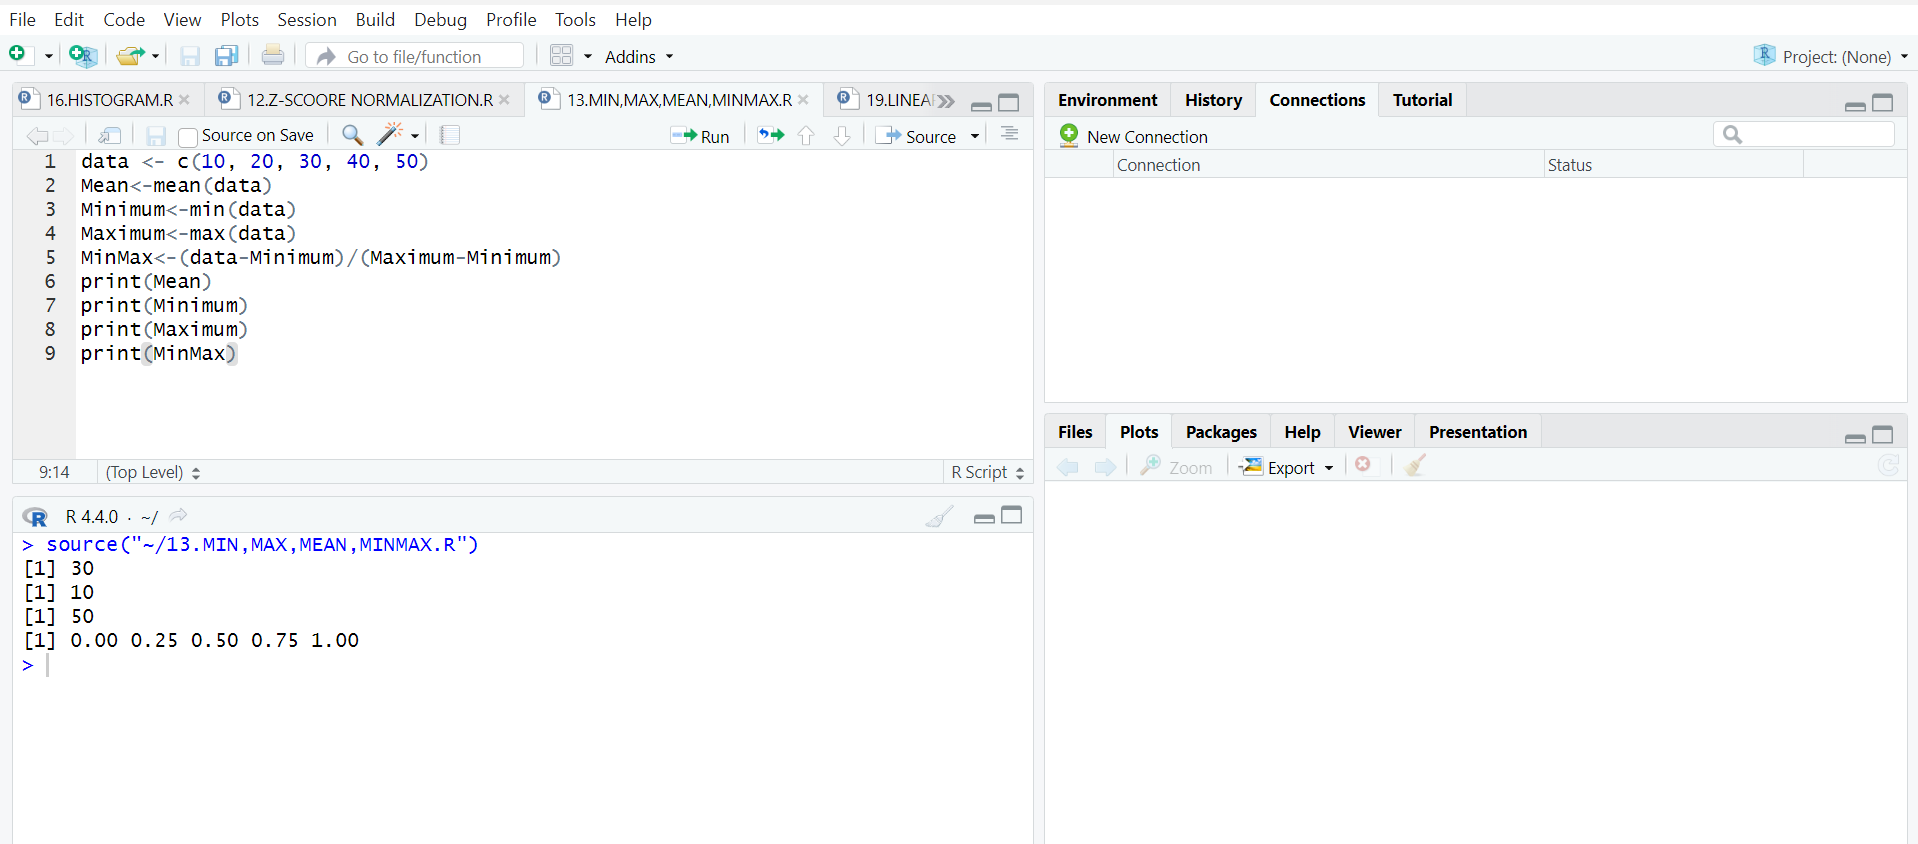 File Edit Code View Plots Session Build Debug Profile Tools Help
Go to file/function Addins Project: (None)
16.HISTOGRAM.R 12.Z-SCOORE NORMALIZATION.R 13.MIN,MAX,MEAN,MINMAX.R 19.LINEA
Source on Save Run Source
1 data <- c(10, 20, 30, 40, 50)
2 Mean<-mean(data)
3 Minimum<-min(data)
4 Maximum<-max(data)
5 MinMax<-(data-Minimum)/(Maximum-Minimum)
6 print(Mean)
7 print(Minimum)
8 print(Maximum)
9 print(MinMax)
9:14 (Top Level) R Script
R 4.4.0 · ~/
> source("~/13.MIN,MAX,MEAN,MINMAX.R")
[1] 30
[1] 10
[1] 50
[1] 0.00 0.25 0.50 0.75 1.00
>
Environment History Connections Tutorial
New Connection
Connection Status
Files Plots Packages Help Viewer Presentation
Zoom Export